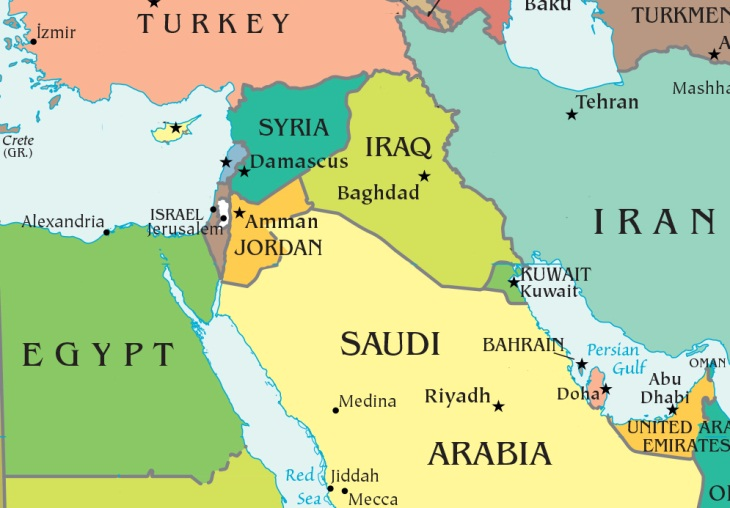 Baku
TURKMEN
TURKEY
İzmir
A
Mashha
Tehran
Crete
(GR.)
SYRIA
IRAQ
Damascus
Baghdad
Alexandria
ISRAEL
Jerusalem
Amman
JORDAN
IRAN
KUWAIT
Kuwait
EGYPT
SAUDI
ARABIA
BAHRAIN
Persian
Gulf
OMAN
Medina
Riyadh
Doha
Abu
Dhabi
UNITED ARA
EMIRATES
Red
Sea
Jiddah
Mecca
O